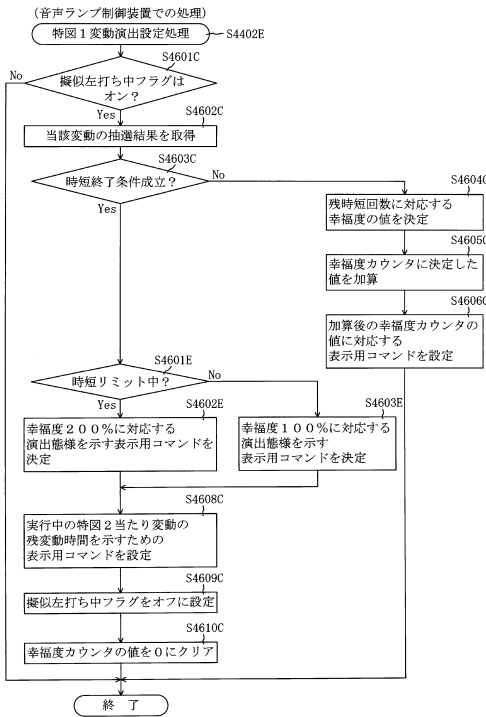 (音声ランプ制御装置での処理)
特図1変動演出設定処理
S4402E
S4601C
擬似左打ち中フラグは
オン?
No
Yes
S4602C
当該変動の抽選結果を取得
S4603C
時短終了条件成立?
No
Yes
S4604C
残時短回数に対応する
幸福度の値を決定
S4605C
幸福度カウンタに決定した
値を加算
S4606C
加算後の幸福度カウンタの
値に対応する
表示用コマンドを設定
S4601E
時短リミット中?
No
Yes
S4602E
幸福度200%に対応する
演出態様を示す表示用コマンドを
決定
S4603E
幸福度100%に対応する
演出態様を示す
表示用コマンドを決定
S4608C
実行中の特図2当たり変動の
残変動時間を示すための
表示用コマンドを設定
S4609C
擬似左打ち中フラグをオフに設定
S4610C
幸福度カウンタの値を0にクリア
終 了